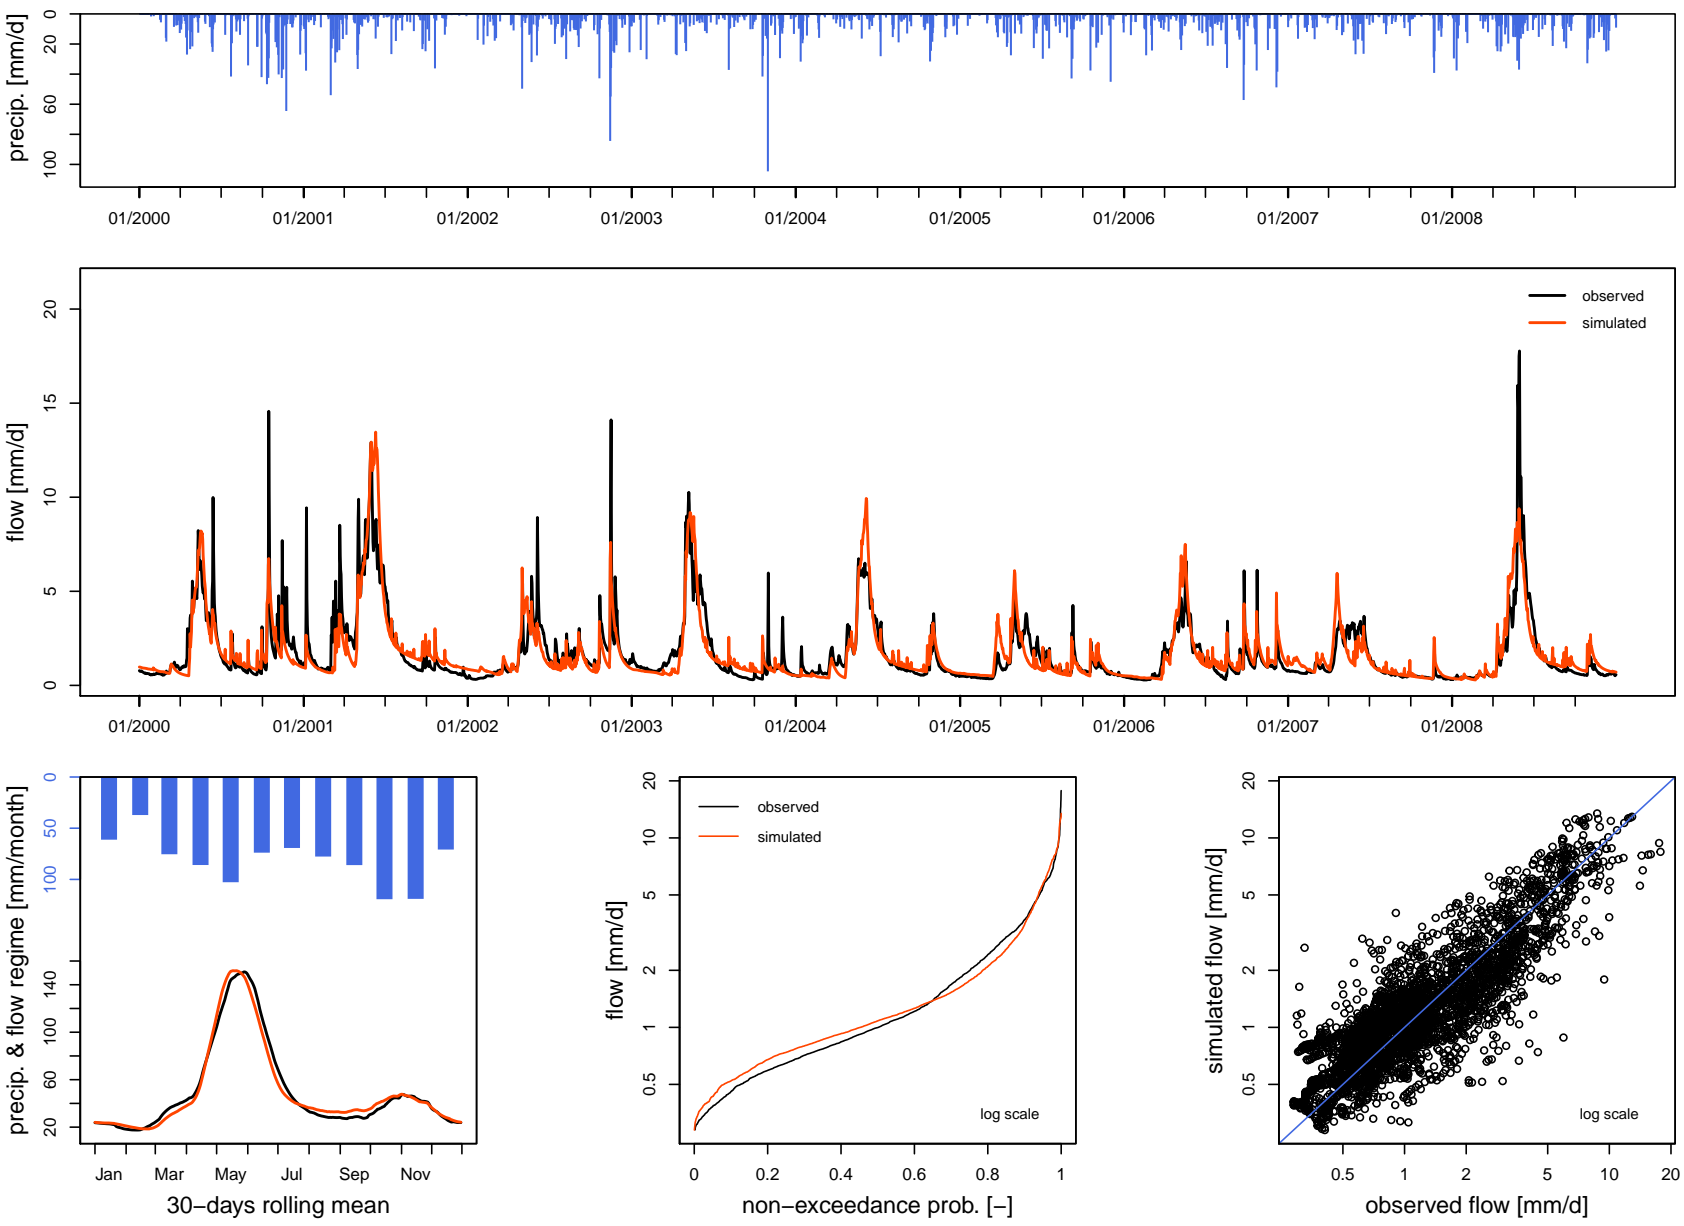 precip. [mm/d]
0
20
60
100
01/2000
01/2001
01/2002
01/2003
01/2004
01/2005
01/2006
01/2007
01/2008
flow [mm/d]
20
15
10
5
0
observed
simulated
01/2000
01/2001
01/2002
01/2003
01/2004
01/2005
01/2006
01/2007
01/2008
precip. & flow regime [mm/month]
0
50
100
140
100
60
20
Jan
Mar
May
Jul
Sep
Nov
30−days rolling mean
flow [mm/d]
20
10
5
2
1
0.5
observed
simulated
log scale
0
0.2
0.4
0.6
0.8
1
non−exceedance prob. [−]
simulated flow [mm/d]
20
10
5
2
1
0.5
log scale
0.5
1
2
5
10
20
observed flow [mm/d]